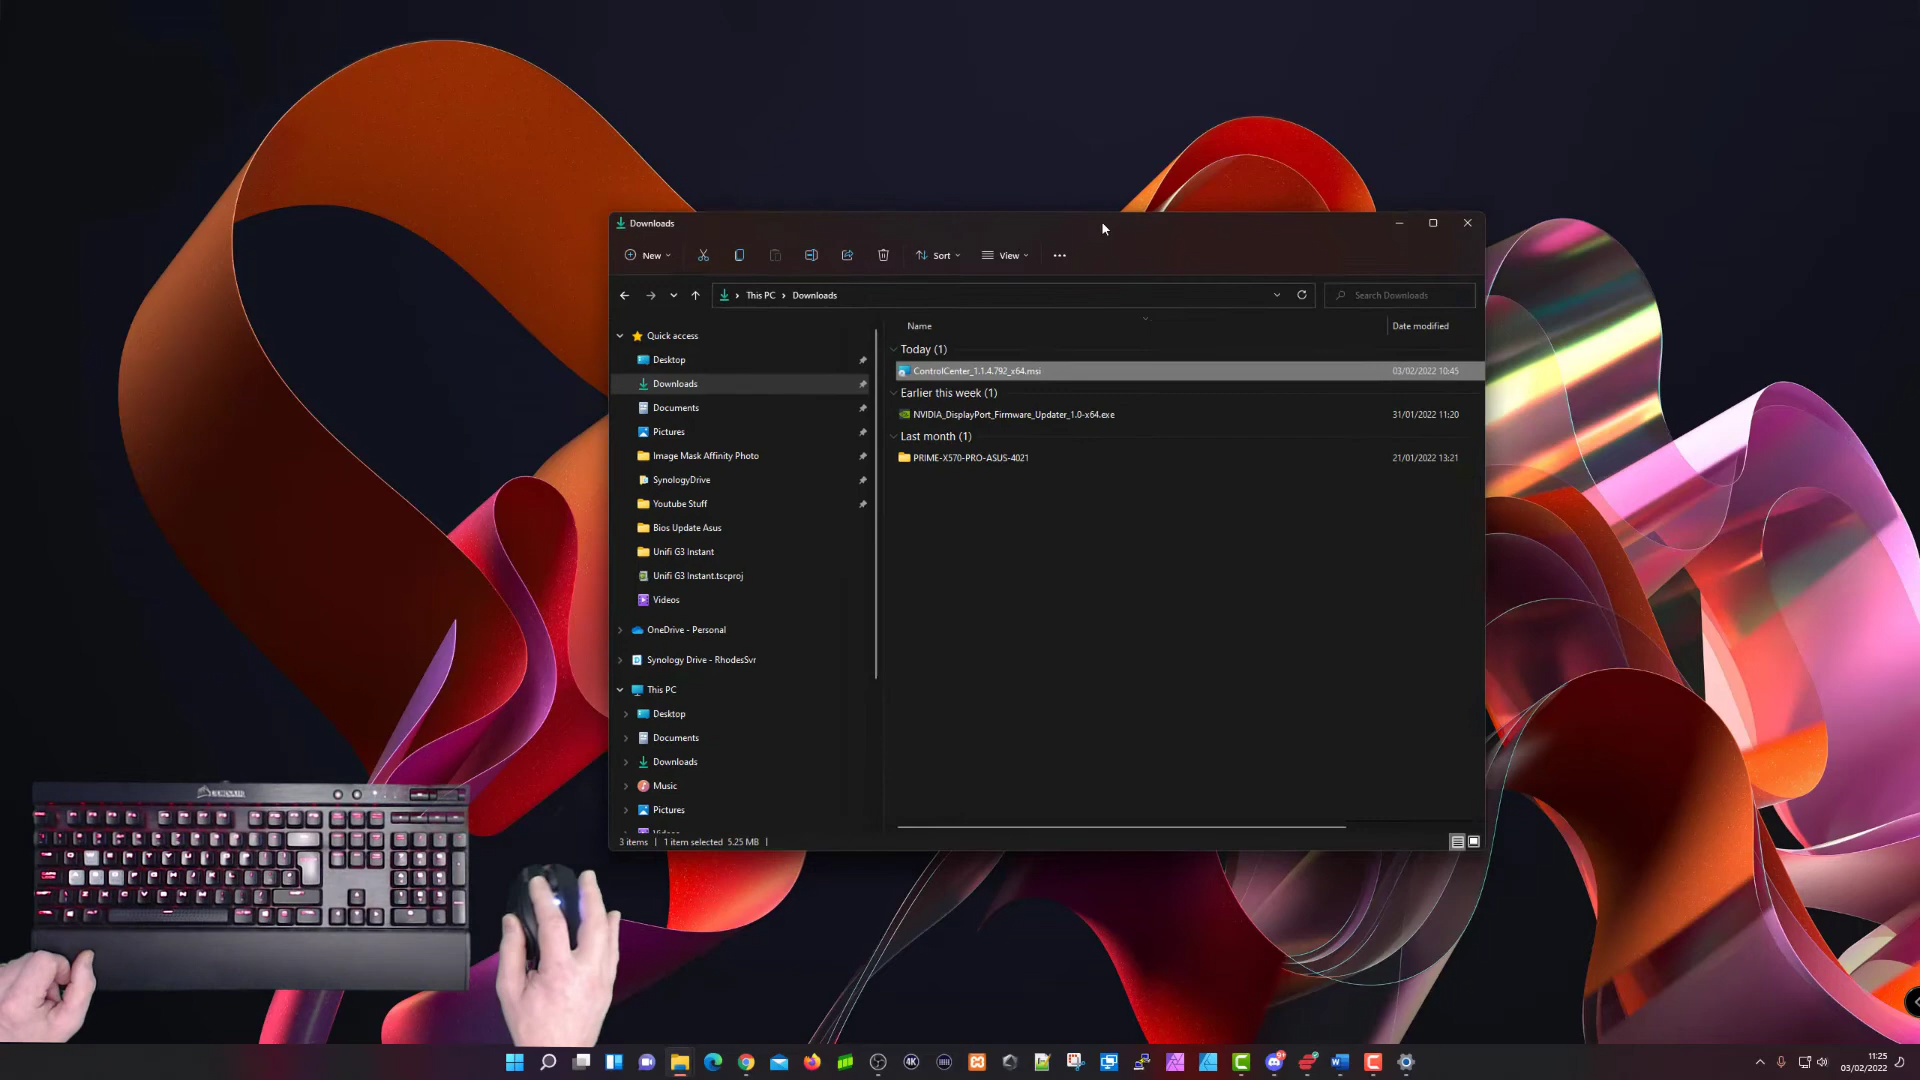 Downloads
New
Sort
View
This PC
Downloads
Search Downloads
Name
Date modified
Quick access
Desktop
Downloads
Documents
Pictures
Image Mask Affinity Photo
SynologyDrive
Youtube Stuff
Bios Update Asus
Unifi G3 Instant
Unifi G3 Instant.tscproj
Videos
OneDrive - Personal
Synology Drive - RhodesSvr
This PC
Desktop
Documents
Downloads
Music
Pictures
Videos
Today (1)
ControlCenter_1.1.4.792_x64.msi 03/02/2022 10:45
Earlier this week (1)
NVIDIA_DisplayPort_Firmware_Updater_1.0-x64.exe 31/01/2022 11:20
Last month (1)
PRIME-X570-PRO-ASUS-4021 21/01/2022 13:21
3 items 1 item selected 5.25 MB
CORSAIR
4K
11:25
03/02/2022